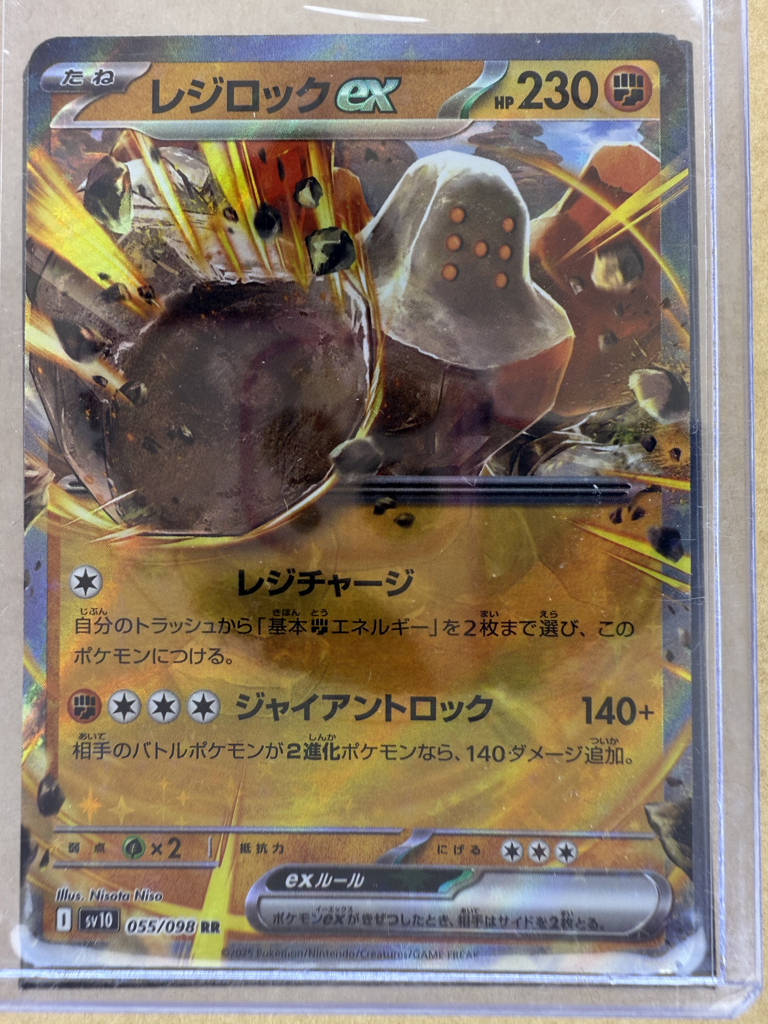 たね
レジロックex
HP230
レジチャージ
自分のトラッシュから「基本エネルギー」を2枚まで選び、この
ポケモンにつける。
ジャイアントロック 140+
相手のバトルポケモンが2進化ポケモンなら、140ダメージ追加。
弱点 ×2 抵抗力 にげる
exルール
ポケモンexがきぜつしたとき、相手はサイドを2枚とる。
Illus. Nisota Niso
I sv10 055/098 RR
©2025 Pokémon/Nintendo/Creatures/GAME FREAK